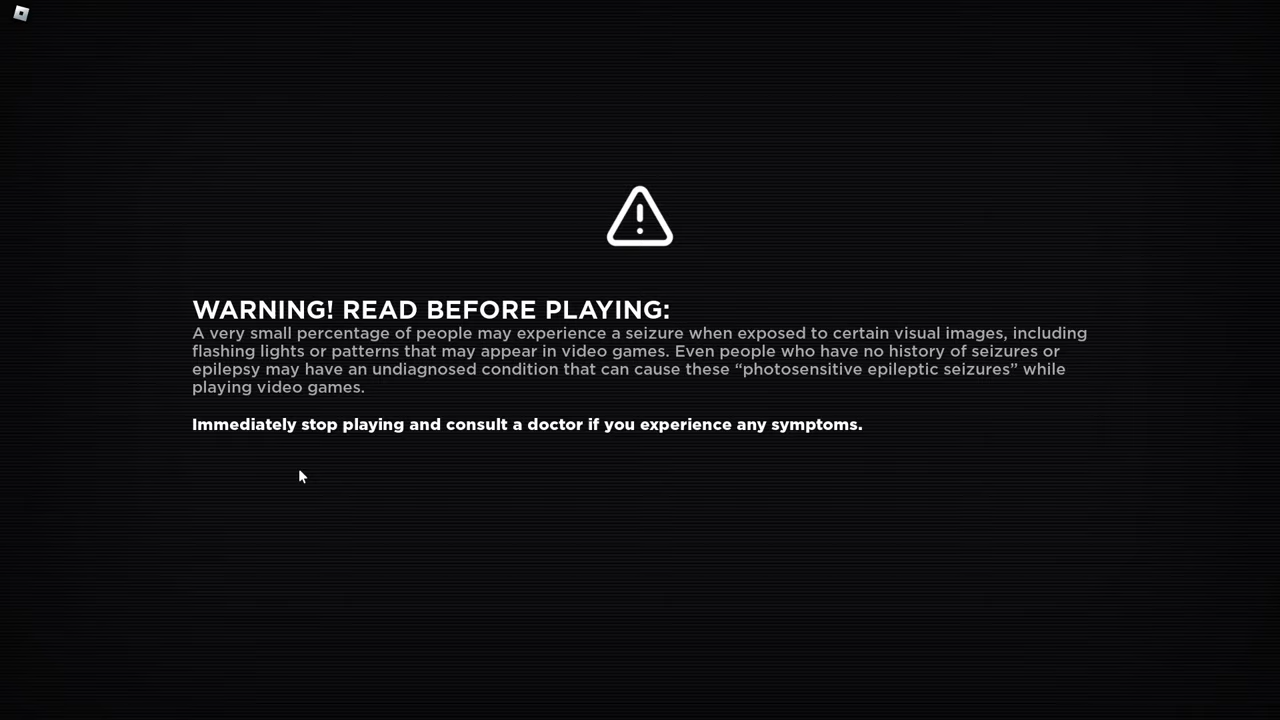 WARNING! READ BEFORE PLAYING:
A very small percentage of people may experience a seizure when exposed to certain visual images, including
flashing lights or patterns that may appear in video games. Even people who have no history of seizures or
epilepsy may have an undiagnosed condition that can cause these “photosensitive epileptic seizures” while
playing video games.
Immediately stop playing and consult a doctor if you experience any symptoms.